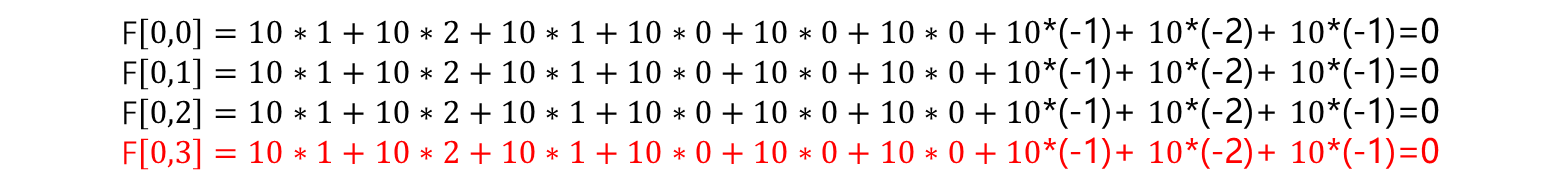 F[0,0] = 10 * 1 + 10 * 2 + 10 * 1 + 10 * 0 + 10 * 0 + 10 * 0 + 10*(-1)+ 10*(-2)+ 10*(-1)=0
F[0,1] = 10 * 1 + 10 * 2 + 10 * 1 + 10 * 0 + 10 * 0 + 10 * 0 + 10*(-1)+ 10*(-2)+ 10*(-1)=0
F[0,2] = 10 * 1 + 10 * 2 + 10 * 1 + 10 * 0 + 10 * 0 + 10 * 0 + 10*(-1)+ 10*(-2)+ 10*(-1)=0
F[0,3] = 10 * 1 + 10 * 2 + 10 * 1 + 10 * 0 + 10 * 0 + 10 * 0 + 10*(-1)+ 10*(-2)+ 10*(-1)=0